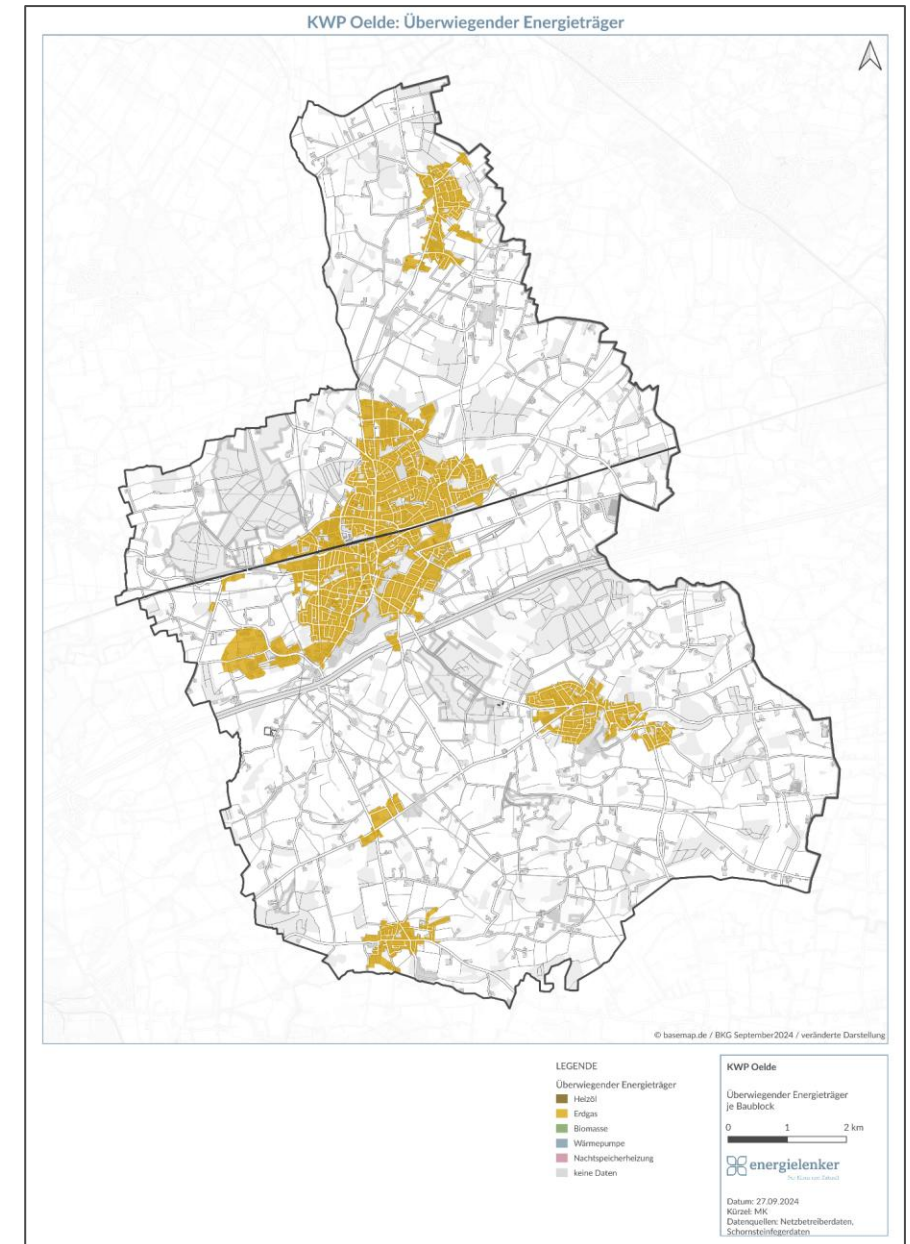 KWP Oelde: Überwiegender Energieträger
© basemap.de / BKG September2024 / veränderte Darstellung
LEGENDE
Überwiegender Energieträger
Heizöl
Erdgas
Biomasse
Wärmepumpe
Nachtspeicherheizung
keine Daten
KWP Oelde
Überwiegender Energieträger
je Baublock
0 1 2 km
energielenker
Datum: 27.09.2024
Kürzel: MK
Datenquellen: Netzbetreiberdaten,
Schornsteinfegerdaten